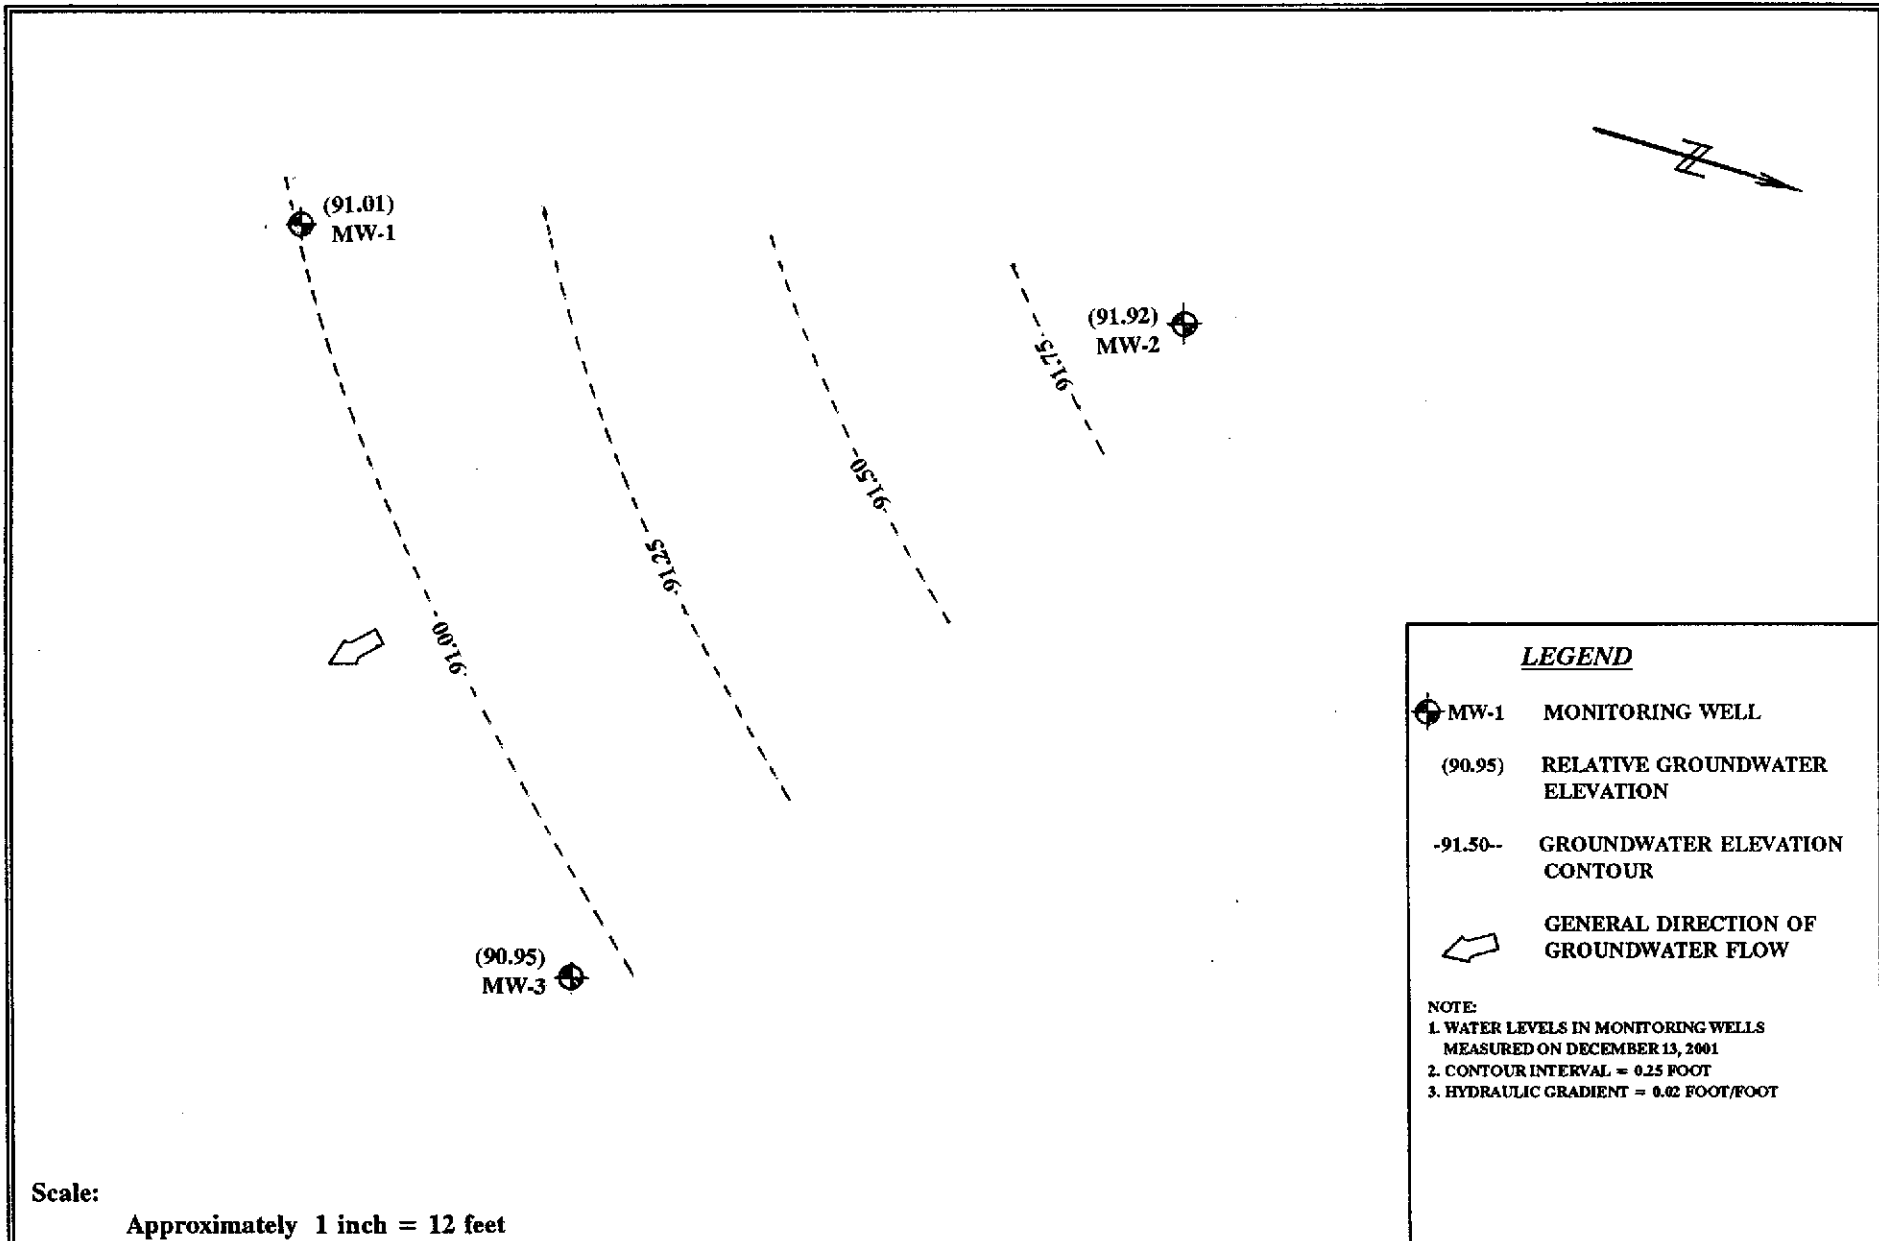 (91.01)
MW-1
N
(91.92)
MW-2
-91.75-
-91.50-
-91.25-
-91.00-
(90.95)
MW-3
LEGEND
MW-1 MONITORING WELL
(90.95) RELATIVE GROUNDWATER
ELEVATION
-91.50-- GROUNDWATER ELEVATION
CONTOUR
GENERAL DIRECTION OF
GROUNDWATER FLOW
NOTE:
1. WATER LEVELS IN MONITORING WELLS
MEASURED ON DECEMBER 13, 2001
2. CONTOUR INTERVAL = 0.25 FOOT
3. HYDRAULIC GRADIENT = 0.02 FOOT/FOOT
Scale:
Approximately 1 inch = 12 feet